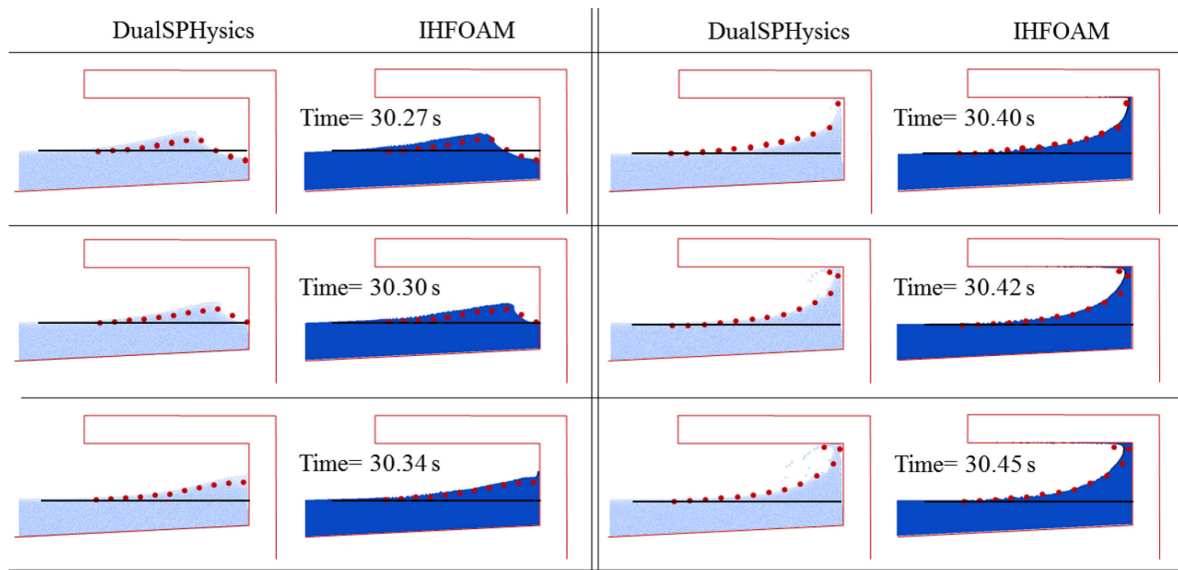 DualSPHysics IHFOAM DualSPHysics IHFOAM
Time= 30.27 s Time= 30.40 s
Time= 30.30 s Time= 30.42 s
Time= 30.34 s Time= 30.45 s